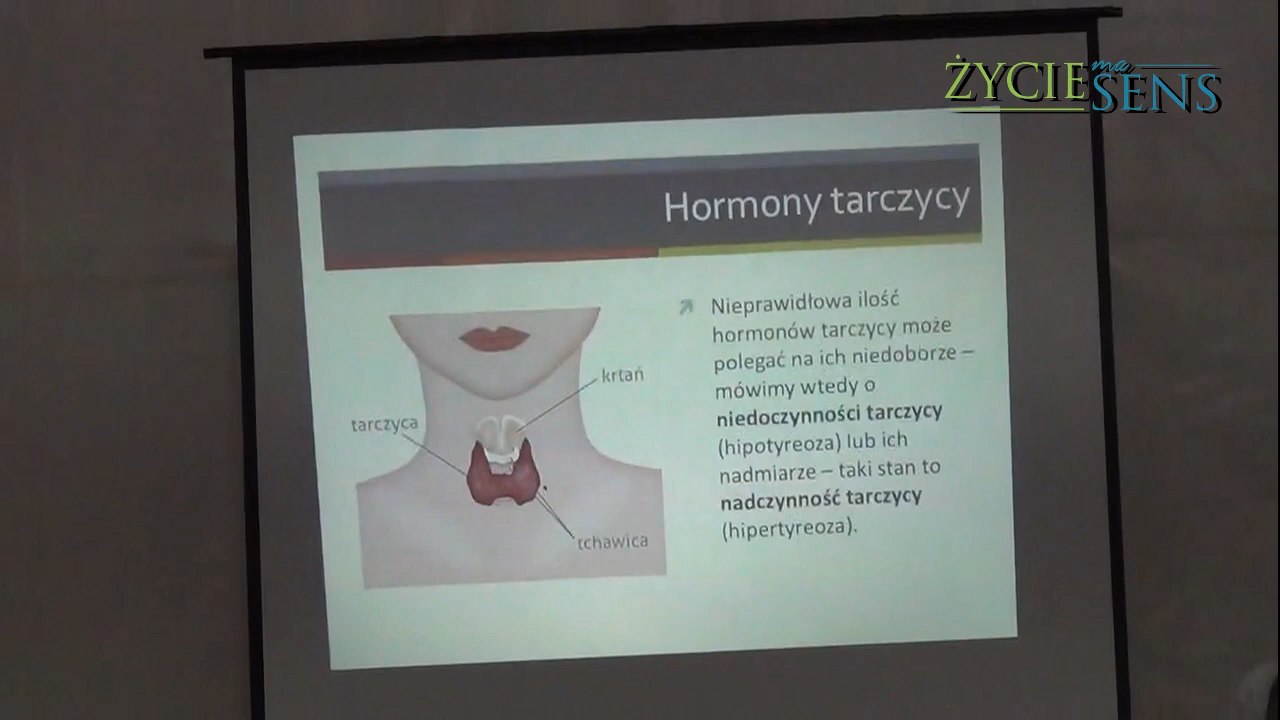 ŻYCIE ma SENS
Hormony tarczycy
Nieprawidłowa ilość
hormonów tarczycy może
polegać na ich niedoborze –
mówimy wtedy o
niedoczynności tarczycy
(hipotyreoza) lub ich
nadmiarze – taki stan to
nadczynność tarczycy
(hipertyreoza).
krtań
tarczyca
tchawica